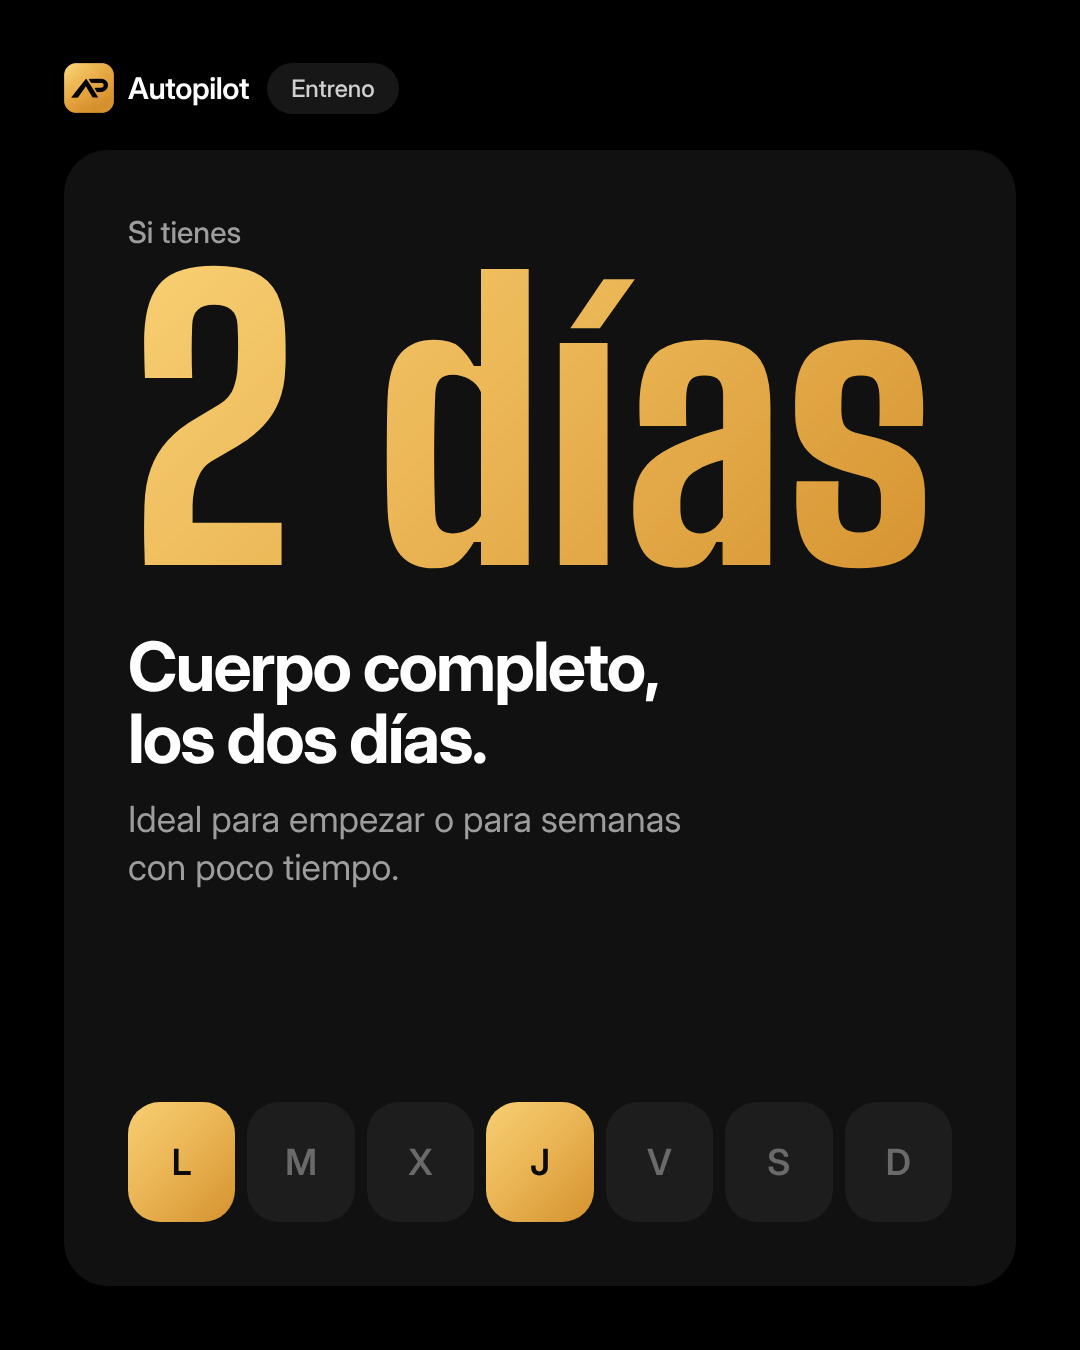 AP Autopilot Entreno
Si tienes
2 días
Cuerpo completo,
los dos días.
Ideal para empezar o para semanas
con poco tiempo.
L M X J V S D